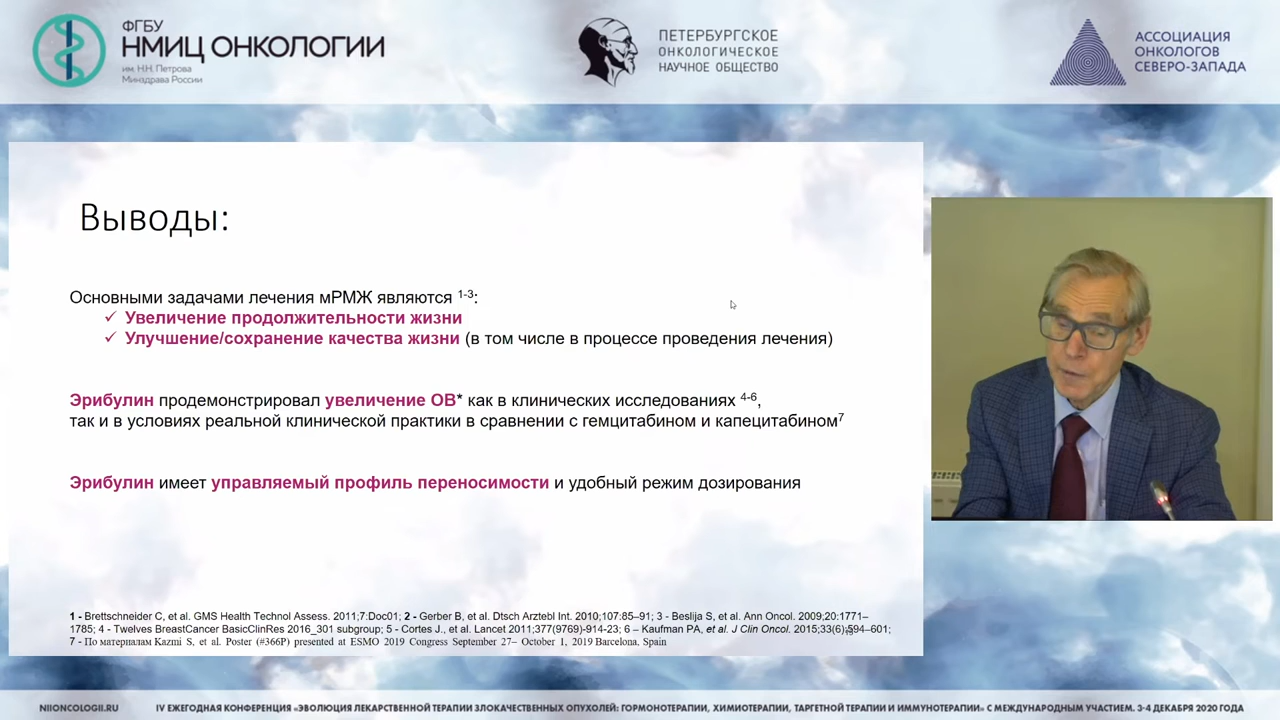 ФГБУ
НМИЦ ОНКОЛОГИИ
им. Н.Н. Петрова
Минздрава России
ПЕТЕРБУРГСКОЕ
ОНКОЛОГИЧЕСКОЕ
НАУЧНОЕ ОБЩЕСТВО
АССОЦИАЦИЯ
ОНКОЛОГОВ
СЕВЕРО-ЗАПАДА
Выводы:
Основными задачами лечения мРМЖ являются 1-3:
✓ Увеличение продолжительности жизни
✓ Улучшение/сохранение качества жизни (в том числе в процессе проведения лечения)
Эрибулин продемонстрировал увеличение ОВ* как в клинических исследованиях 4-6,
так и в условиях реальной клинической практики в сравнении с гемцитабином и капецитабином7
Эрибулин имеет управляемый профиль переносимости и удобный режим дозирования
1 - Brettschneider C, et al. GMS Health Technol Assess. 2011;7:Doc01; 2 - Gerber B, et al. Dtsch Arztebl Int. 2010;107:85–91; 3 - Beslija S, et al. Ann Oncol. 2009;20:1771–
1785; 4 - Twelves BreastCancer BasicClinRes 2016_301 subgroup; 5 - Cortes J., et al. Lancet 2011;377(9769)-914-23; 6 – Kaufman PA, et al. J Clin Oncol. 2015;33(6):594–601;
7 - По материалам Kazmi S, et al. Poster (#366P) presented at ESMO 2019 Congress September 27– October 1, 2019 Barcelona, Spain
NIIONCOLOGII.RU
IV ЕЖЕГОДНАЯ КОНФЕРЕНЦИЯ «ЭВОЛЮЦИЯ ЛЕКАРСТВЕННОЙ ТЕРАПИИ ЗЛОКАЧЕСТВЕННЫХ ОПУХОЛЕЙ: ГОРМОНОТЕРАПИИ, ХИМИОТЕРАПИИ, ТАРГЕТНОЙ ТЕРАПИИ И ИММУНОТЕРАПИИ» С МЕЖДУНАРОДНЫМ УЧАСТИЕМ. 3-4 ДЕКАБРЯ 2020 ГОДА